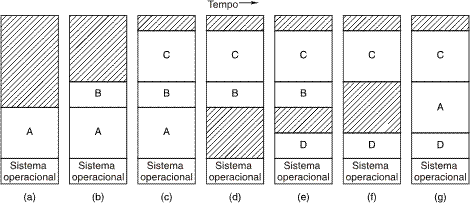 Tempo
C C C C C
B B B B A
A A A D D D
Sistema operacional Sistema operacional Sistema operacional Sistema operacional Sistema operacional Sistema operacional Sistema operacional
(a) (b) (c) (d) (e) (f) (g)